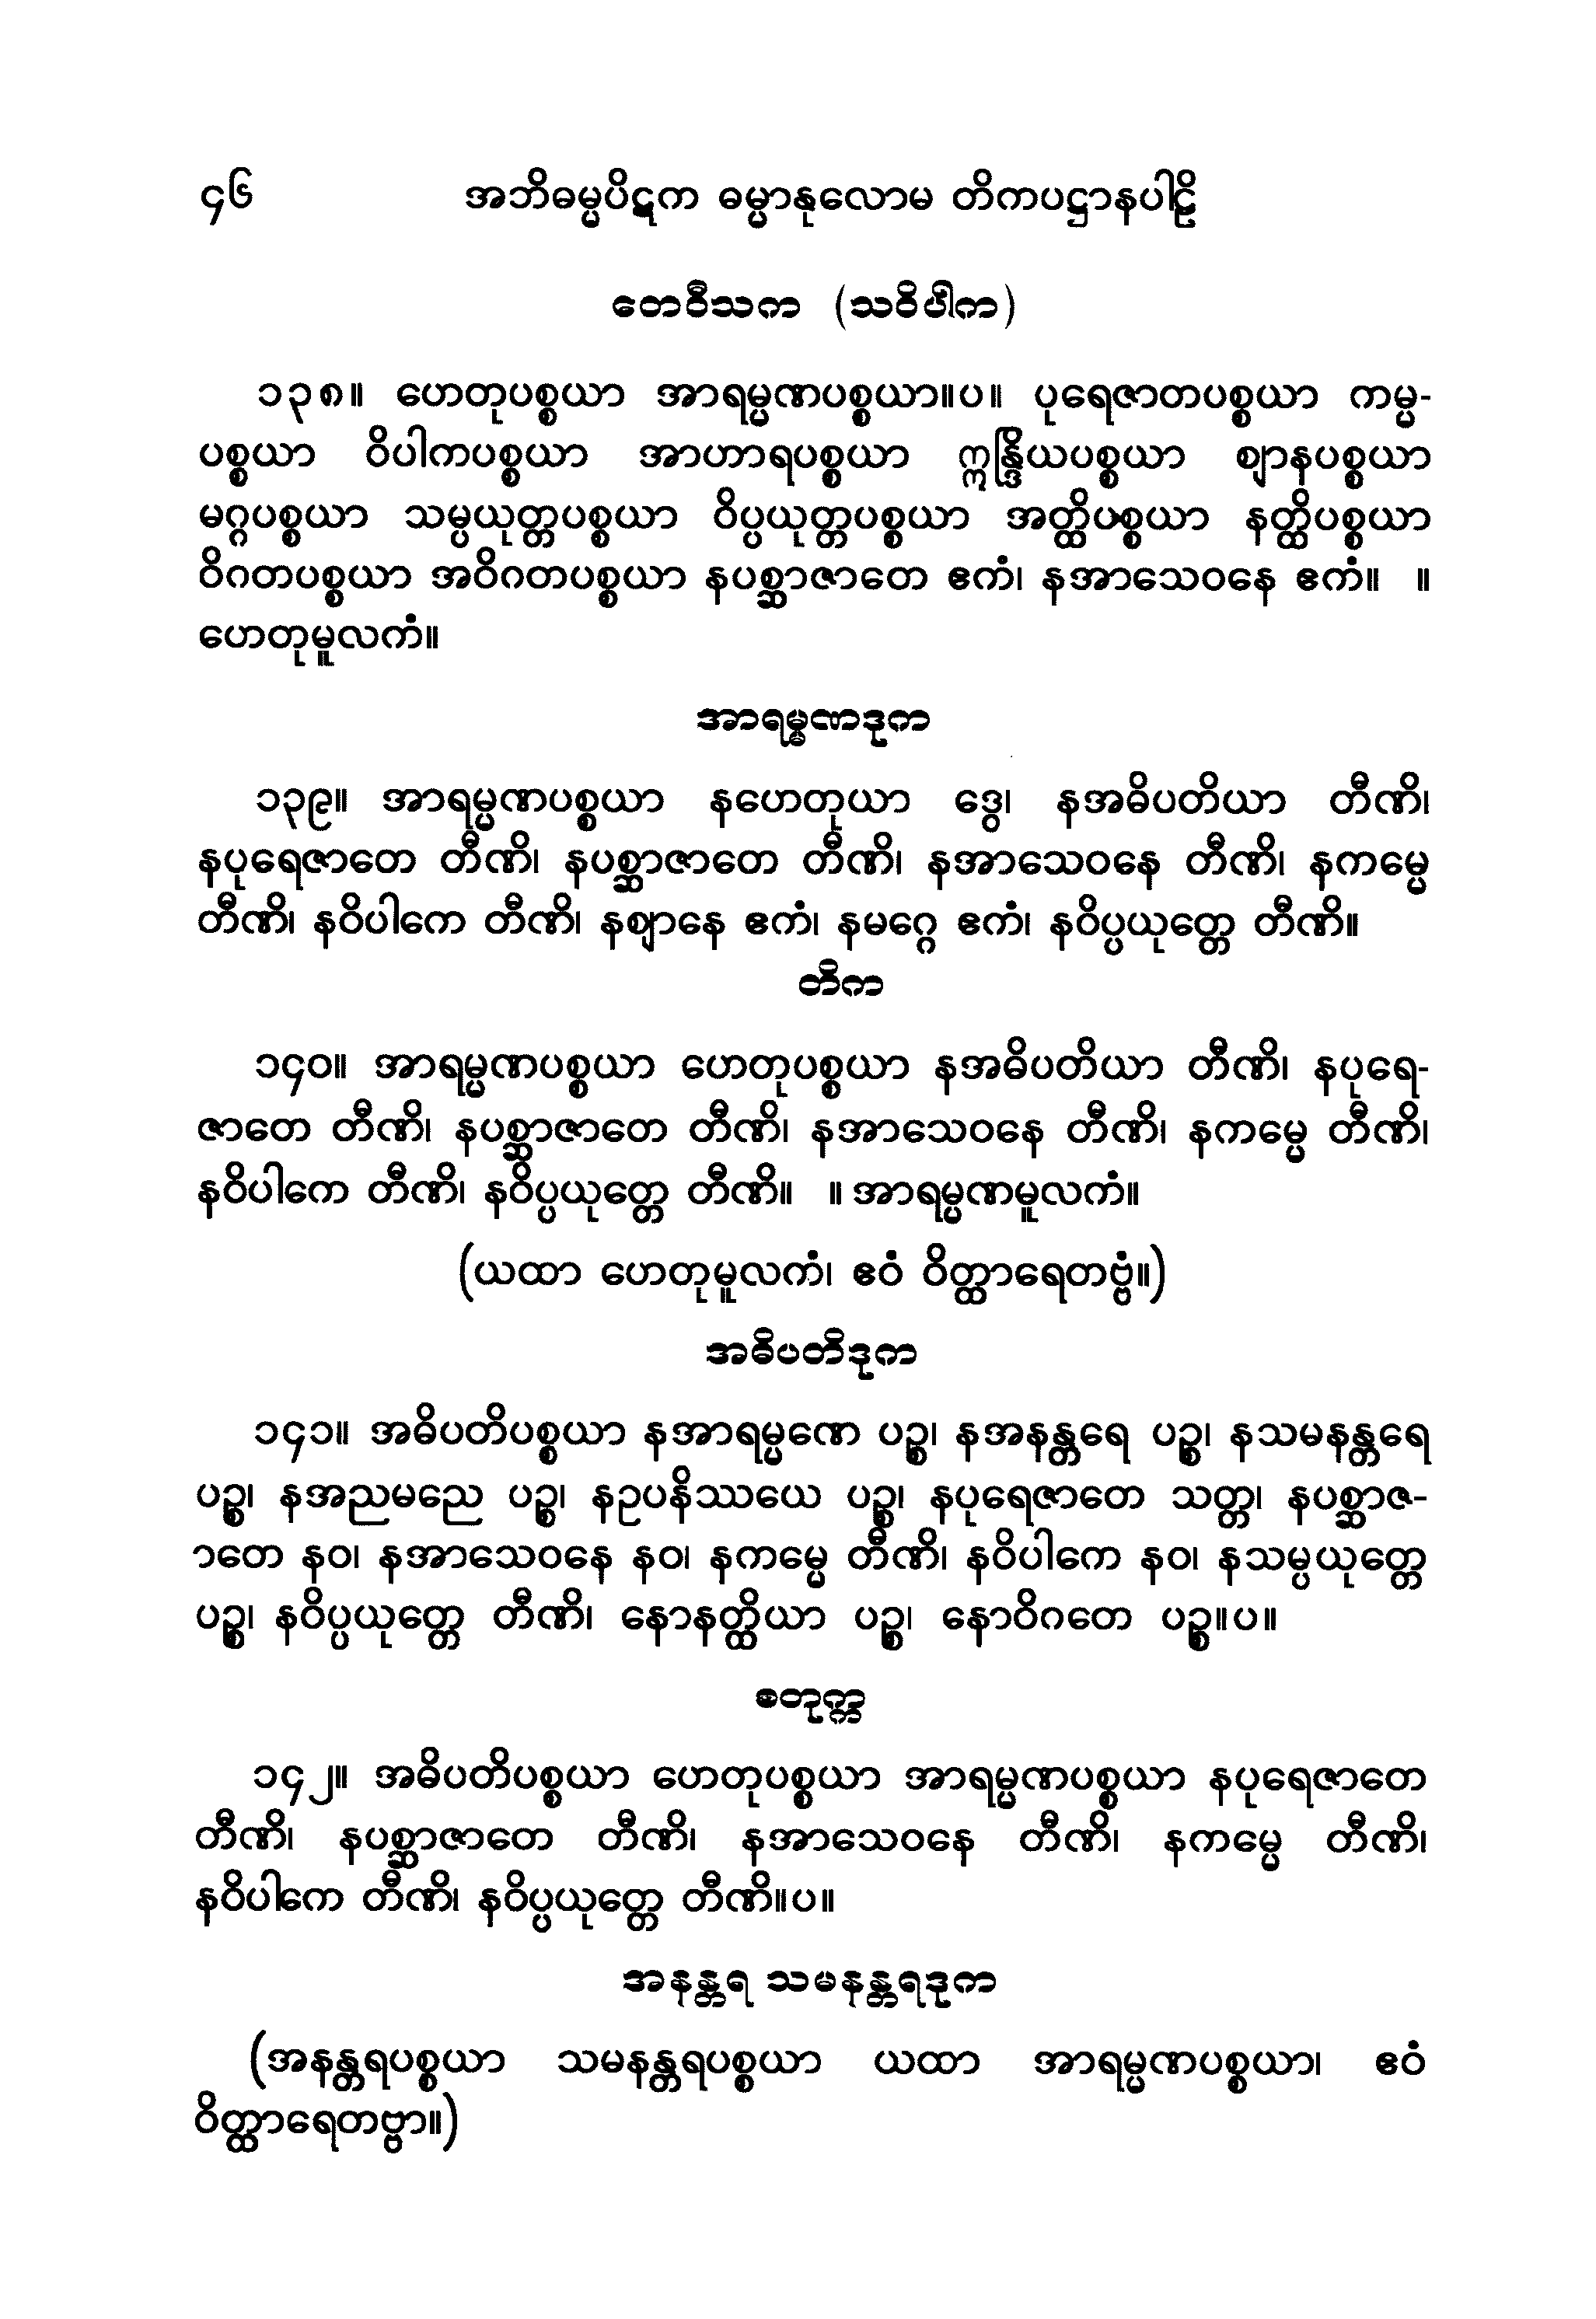 ၄၆ အဘိဓမ္မပိဋက ဓမ္မာနုလောမ တိကပဋ္ဌာနပါဠိ
တေဝီသက (သဝိပါက)
၁၃၈။ ဟေတုပစ္စယာ အာရမ္မဏပစ္စယာ။ပ။ ပုရေဇာတပစ္စယာ ကမ္မ-
ပစ္စယာ ဝိပါကပစ္စယာ အာဟာရပစ္စယာ ဣန္ဒြိယပစ္စယာ ဈာနပစ္စယာ
မဂ္ဂပစ္စယာ သမ္ပယုတ္တပစ္စယာ ဝိပ္ပယုတ္တပစ္စယာ အတ္ထိပစ္စယာ နတ္ထိပစ္စယာ
ဝိဂတပစ္စယာ အဝိဂတပစ္စယာ နပစ္ဆာဇာတေ ဧကံ၊ နအာသေဝနေ ဧကံ။ ။
ဟေတုမူလကံ။
အာရမ္မဏဒုက
၁၃၉။ အာရမ္မဏပစ္စယာ နဟေတုယာ ဒွေ၊ နအဓိပတိယာ တီဏိ၊
နပုရေဇာတေ တီဏိ၊ နပစ္ဆာဇာတေ တီဏိ၊ နအာသေဝနေ တီဏိ၊ နကမ္မေ
တီဏိ၊ နဝိပါကေ တီဏိ၊ နဈာနေ ဧကံ၊ နမဂ္ဂေ ဧကံ၊ နဝိပ္ပယုတ္တေ တီဏိ။
တိက
၁၄၀။ အာရမ္မဏပစ္စယာ ဟေတုပစ္စယာ နအဓိပတိယာ တီဏိ၊ နပုရေ-
ဇာတေ တီဏိ၊ နပစ္ဆာဇာတေ တီဏိ၊ နအာသေဝနေ တီဏိ၊ နကမ္မေ တီဏိ၊
နဝိပါကေ တီဏိ၊ နဝိပ္ပယုတ္တေ တီဏိ။ ။ အာရမ္မဏမူလကံ။
(ယထာ ဟေတုမူလကံ၊ ဧဝံ ဝိတ္ထာရေတဗ္ဗံ။)
အဓိပတိဒုက
၁၄၁။ အဓိပတိပစ္စယာ နအာရမ္မဏေ ပဉ္စ၊ နအနန္တရေ ပဉ္စ၊ နသမနန္တရေ
ပဉ္စ၊ နအညမညေ ပဉ္စ၊ နဥပနိဿယေ ပဉ္စ၊ နပုရေဇာတေ သတ္တ၊ နပစ္ဆာဇ-
ာတေ နဝ၊ နအာသေဝနေ နဝ၊ နကမ္မေ တီဏိ၊ နဝိပါကေ နဝ၊ နသမ္ပယုတ္တေ
ပဉ္စ၊ နဝိပ္ပယုတ္တေ တီဏိ၊ နောနတ္ထိယာ ပဉ္စ၊ နောဝိဂတေ ပဉ္စ။ပ။
စတုက္က
၁၄၂။ အဓိပတိပစ္စယာ ဟေတုပစ္စယာ အာရမ္မဏပစ္စယာ နပုရေဇာတေ
တီဏိ၊ နပစ္ဆာဇာတေ တီဏိ၊ နအာသေဝနေ တီဏိ၊ နကမ္မေ တီဏိ၊
နဝိပါကေ တီဏိ၊ နဝိပ္ပယုတ္တေ တီဏိ။ပ။
အနန္တရ သမနန္တရဒုက
(အနန္တရပစ္စယာ သမနန္တရပစ္စယာ ယထာ အာရမ္မဏပစ္စယာ၊ ဧဝံ
ဝိတ္ထာရေတဗ္ဗာ။)